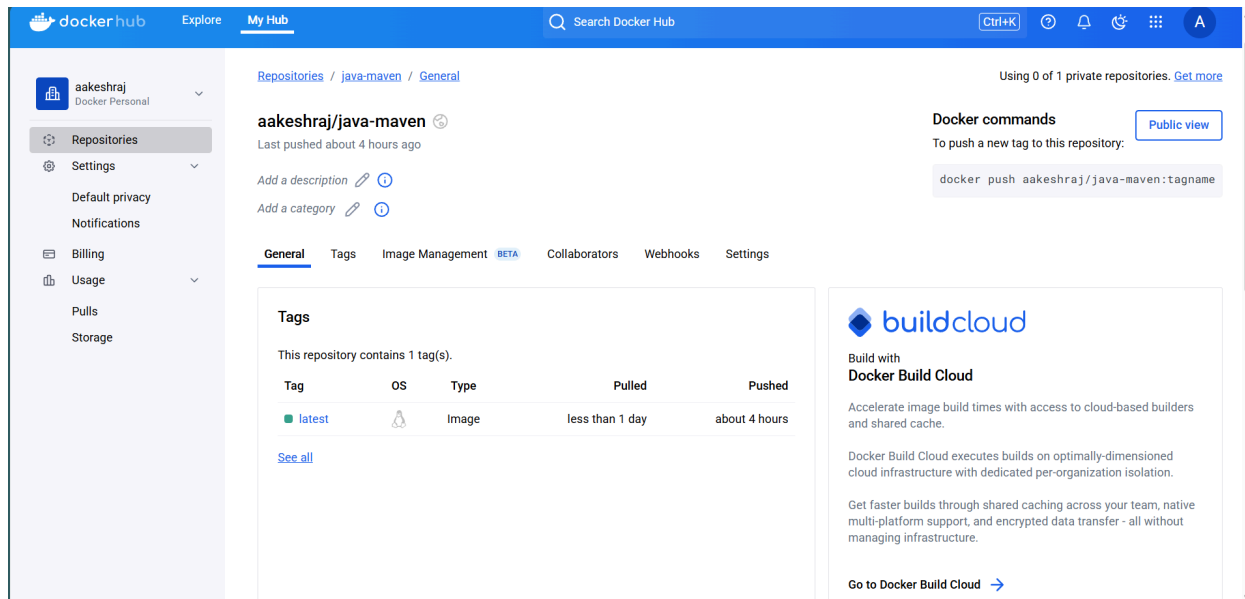 dockerhub Explore My Hub Search Docker Hub Ctrl+K A
aakeshraj
Docker Personal
Repositories
Settings
Default privacy
Notifications
Billing
Usage
Pulls
Storage
Repositories / java-maven / General
Using 0 of 1 private repositories. Get more
aakeshraj/java-maven
Last pushed about 4 hours ago
Add a description
Add a category
Docker commands
To push a new tag to this repository:
Public view
docker push aakeshraj/java-maven:tagname
General Tags Image Management BETA Collaborators Webhooks Settings
Tags
This repository contains 1 tag(s).
Tag OS Type Pulled Pushed
latest Image less than 1 day about 4 hours
See all
buildcloud
Build with
Docker Build Cloud
Accelerate image build times with access to cloud-based builders
and shared cache.
Docker Build Cloud executes builds on optimally-dimensioned
cloud infrastructure with dedicated per-organization isolation.
Get faster builds through shared caching across your team, native
multi-platform support, and encrypted data transfer - all without
managing infrastructure.
Go to Docker Build Cloud